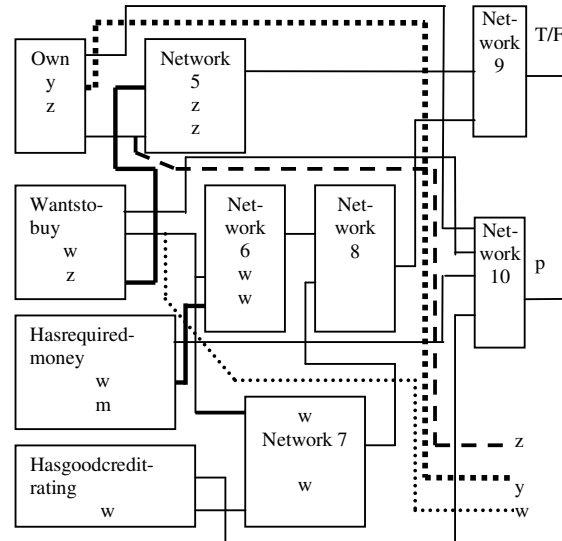 Own
y
z
Network
5
z
z
Net-
work
9
T/F
Wantsto-
buy
w
z
Net-
work
6
w
w
Net-
work
8
Net-
work
10
p
Hasrequired-
money
w
m
w
Network 7
w
Hasgoodcredit-
rating
w
z
y
w